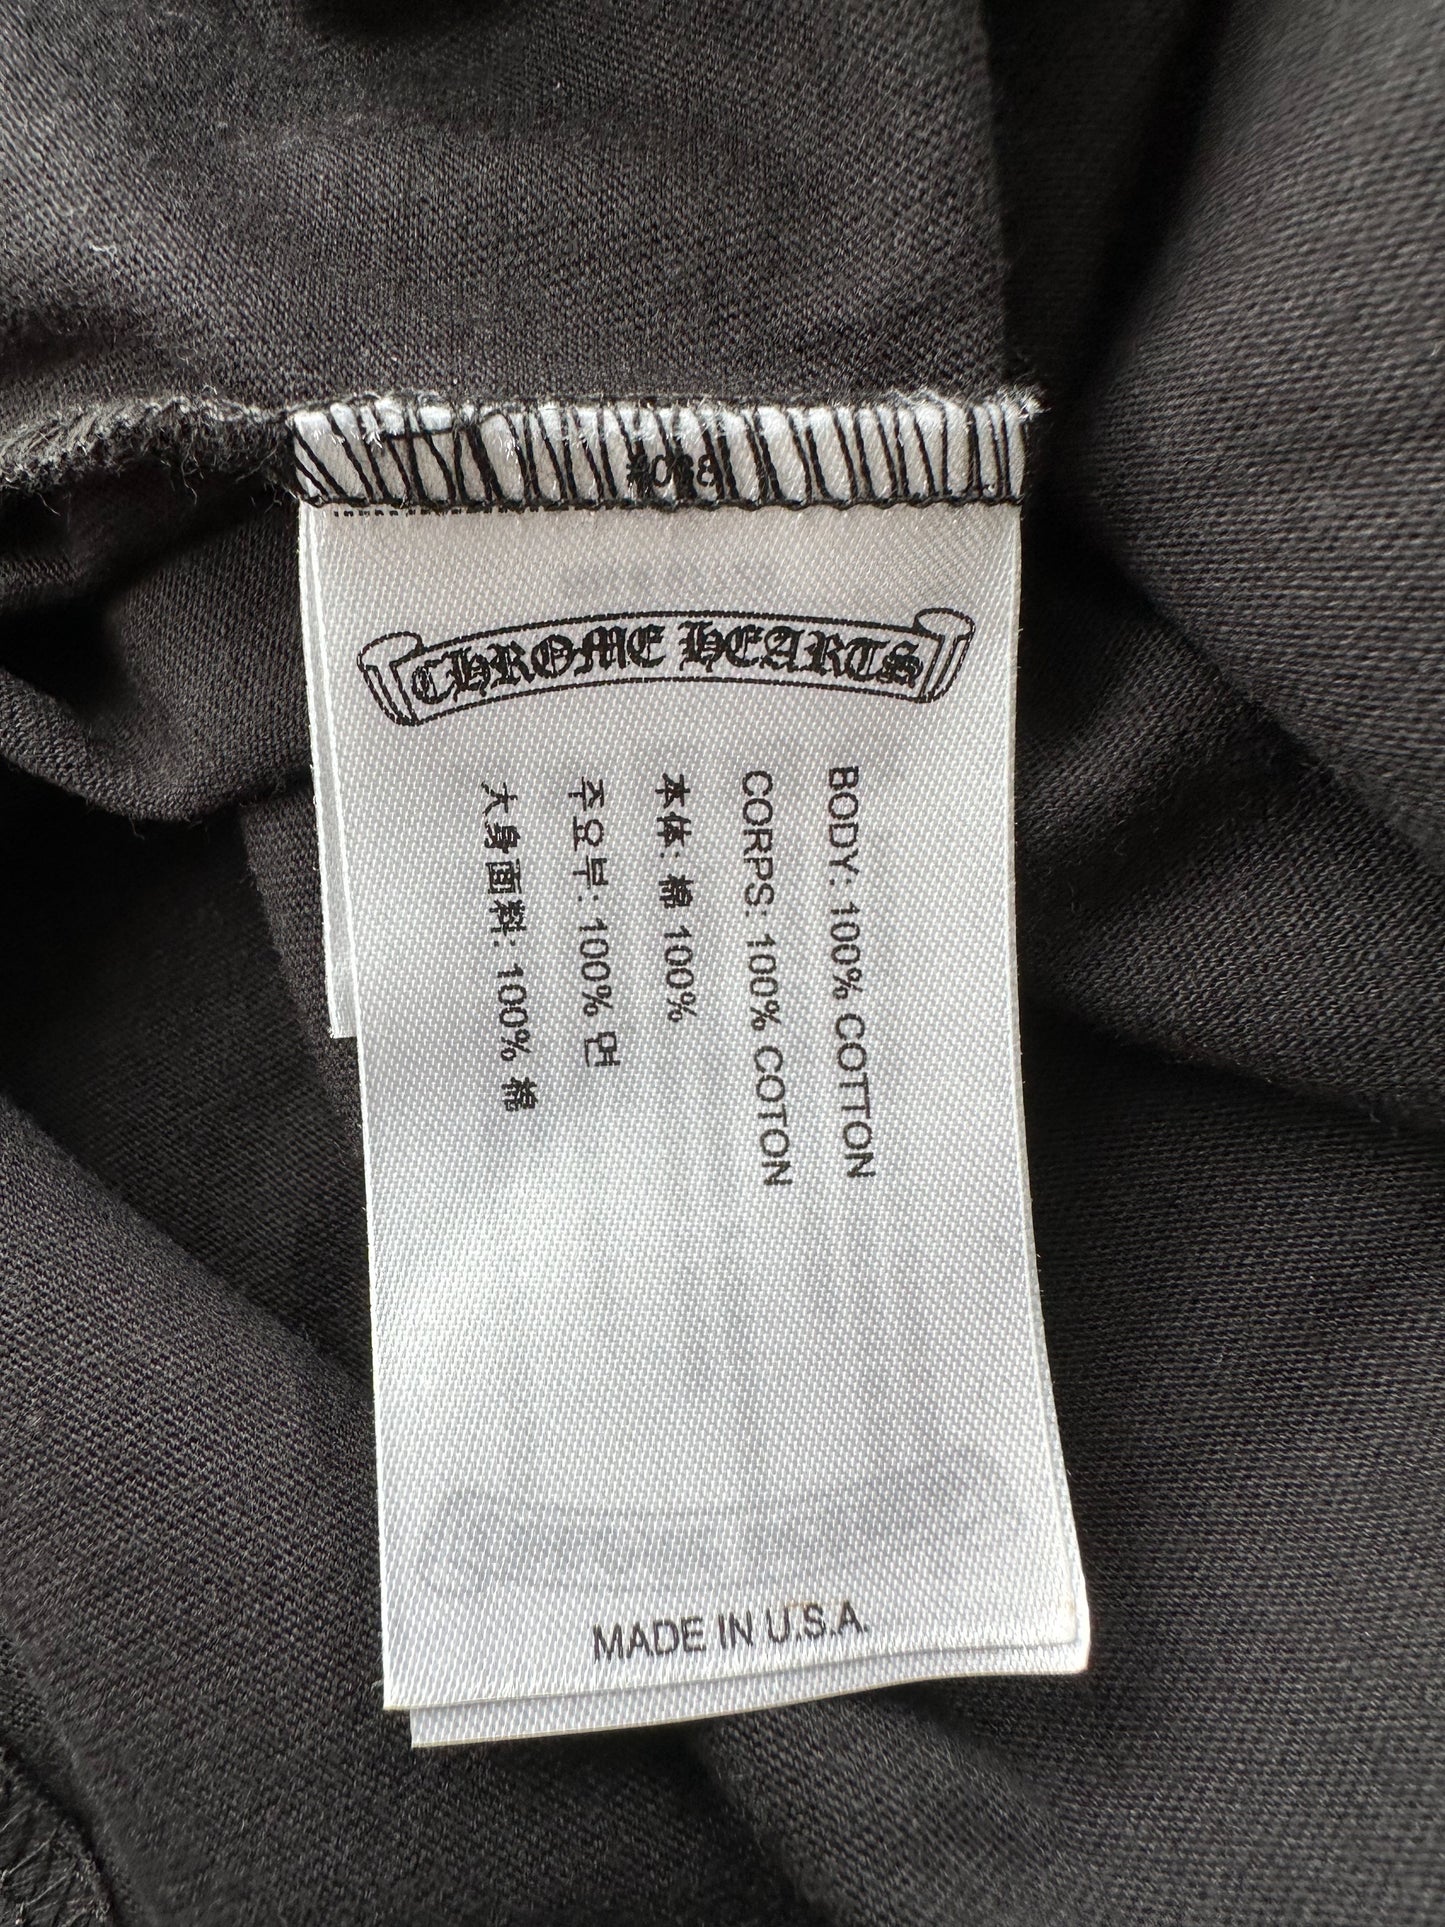 CHROME HEARTS
BODY: 100% COTTON
CORPS: 100% COTON
本体: 棉 100%
주요부: 100% 면
大身面料: 100% 棉
MADE IN U.S.A.